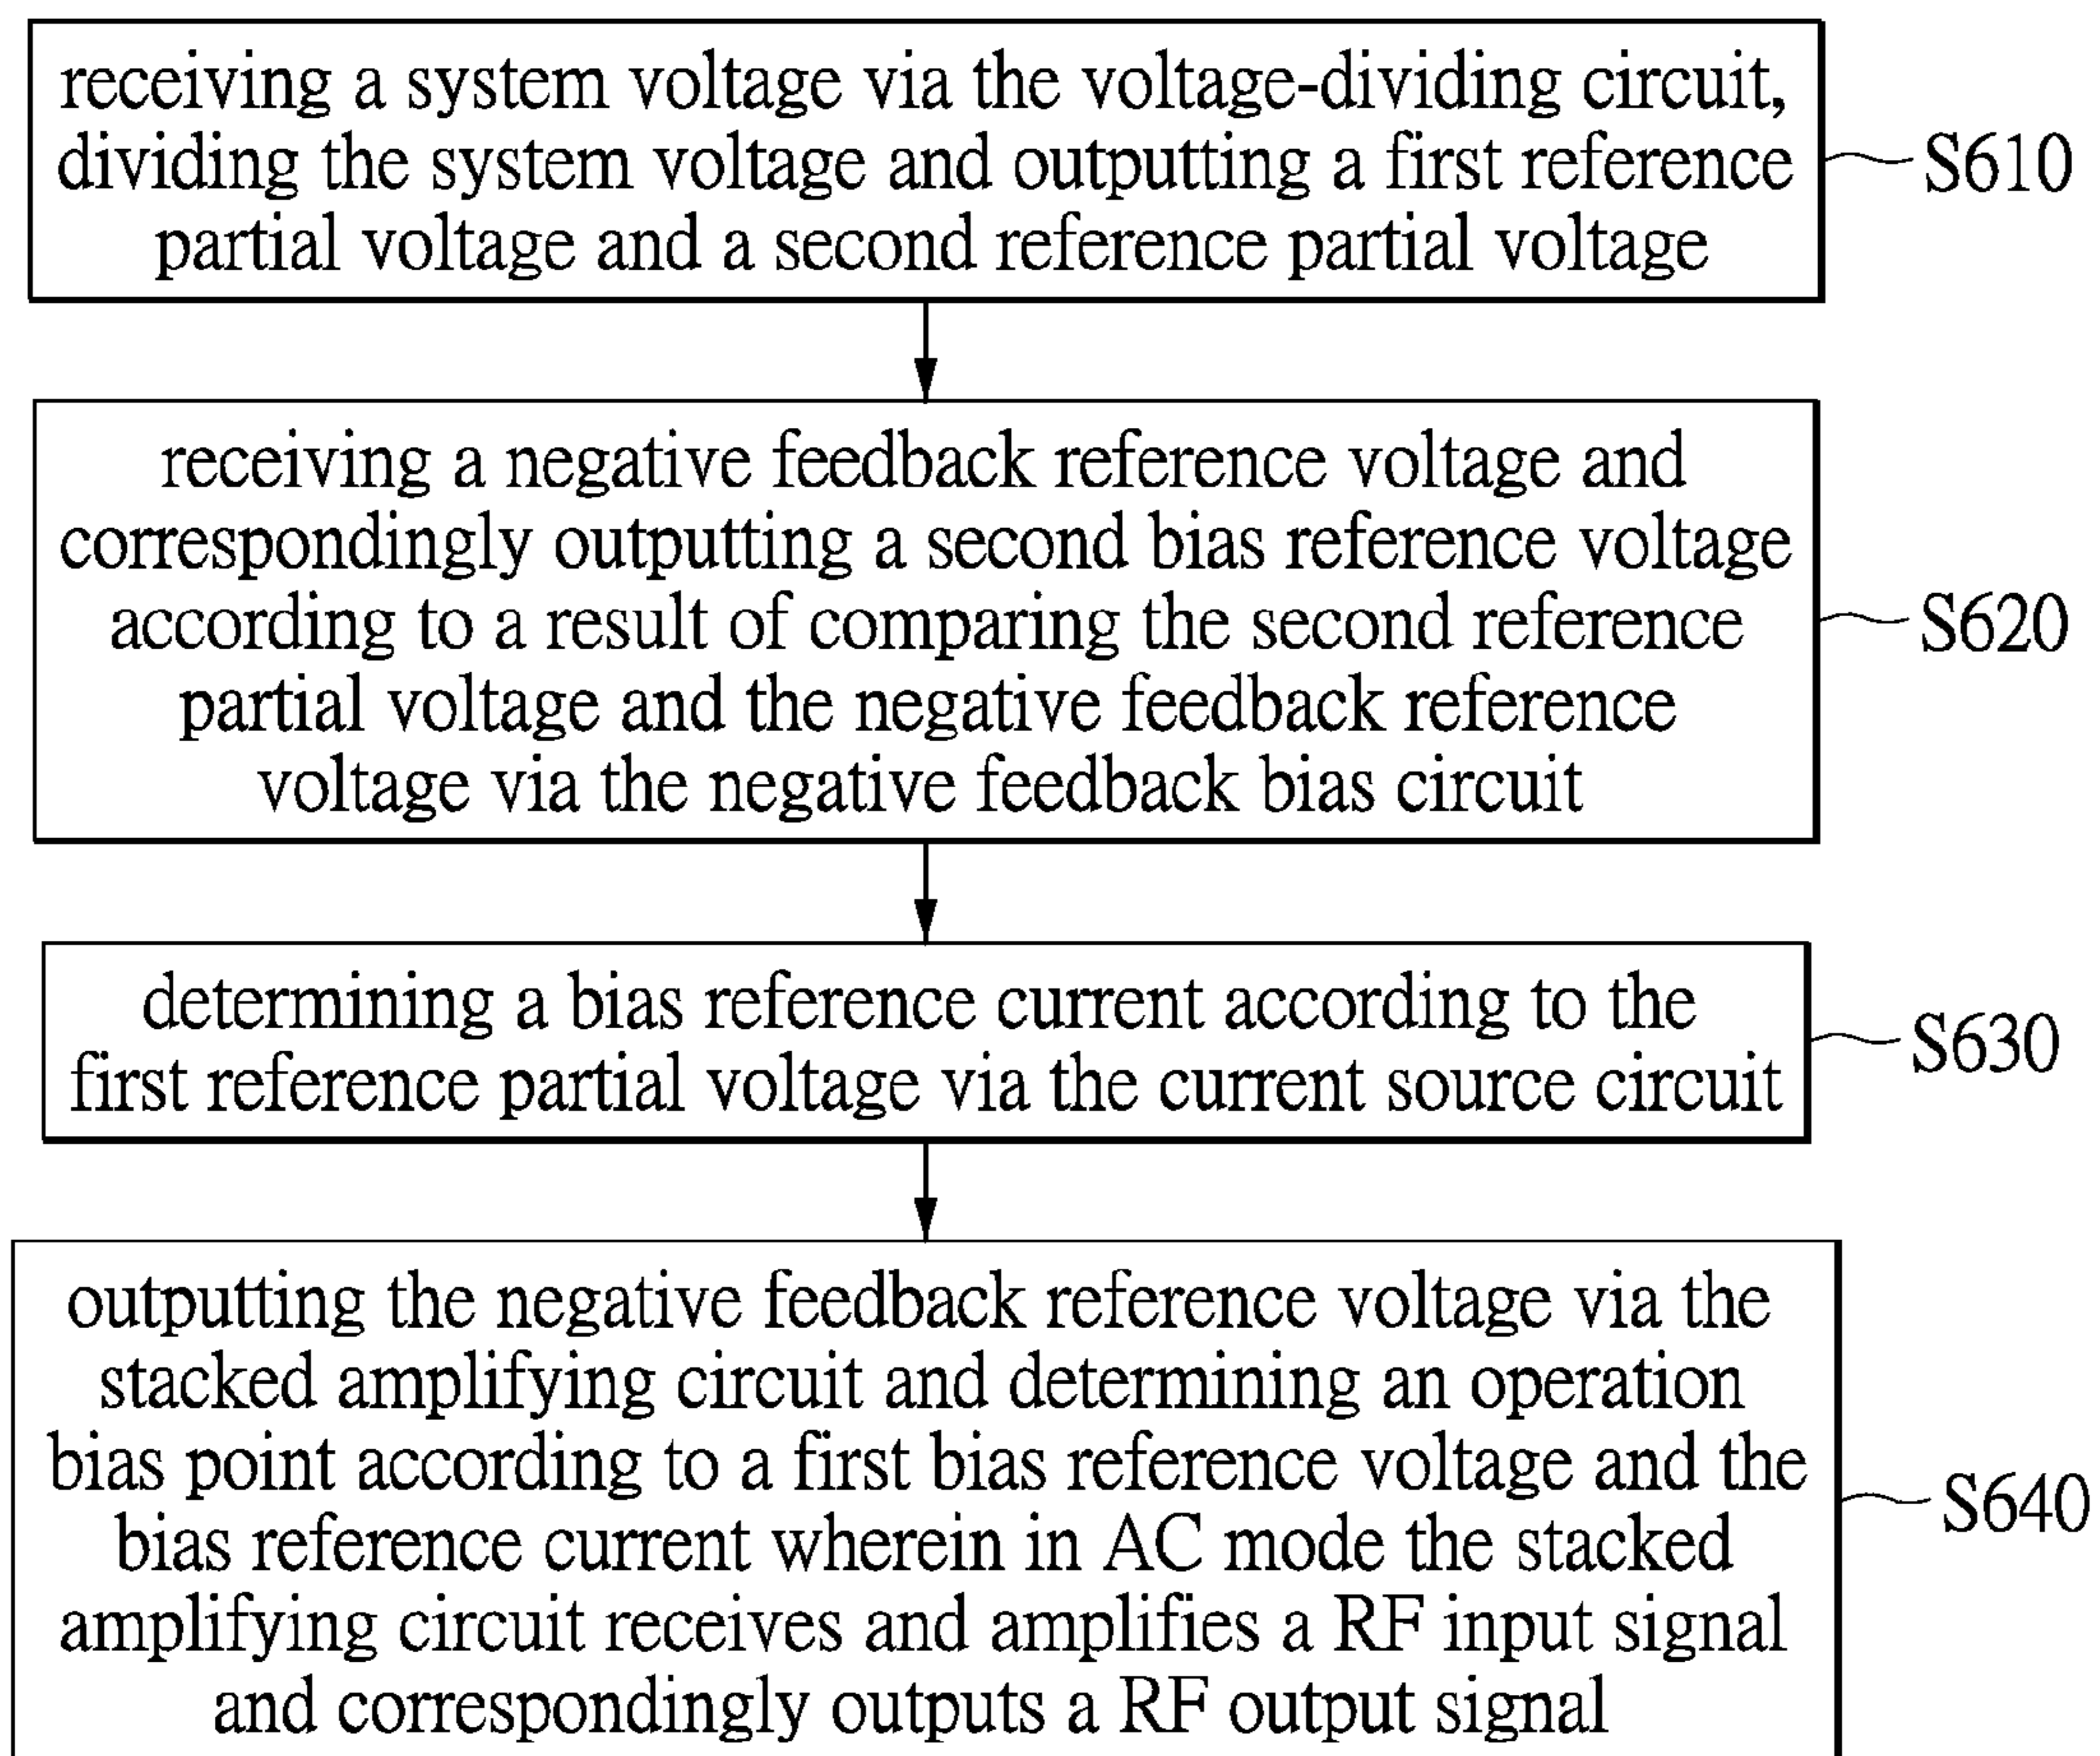 receiving a system voltage via the voltage-dividing circuit,
dividing the system voltage and outputting a first reference
partial voltage and a second reference partial voltage
S610
receiving a negative feedback reference voltage and
correspondingly outputting a second bias reference voltage
according to a result of comparing the second reference
partial voltage and the negative feedback reference
voltage via the negative feedback bias circuit
S620
determining a bias reference current according to the
first reference partial voltage via the current source circuit
S630
outputting the negative feedback reference voltage via the
stacked amplifying circuit and determining an operation
bias point according to a first bias reference voltage and the
bias reference current wherein in AC mode the stacked
amplifying circuit receives and amplifies a RF input signal
and correspondingly outputs a RF output signal
S640